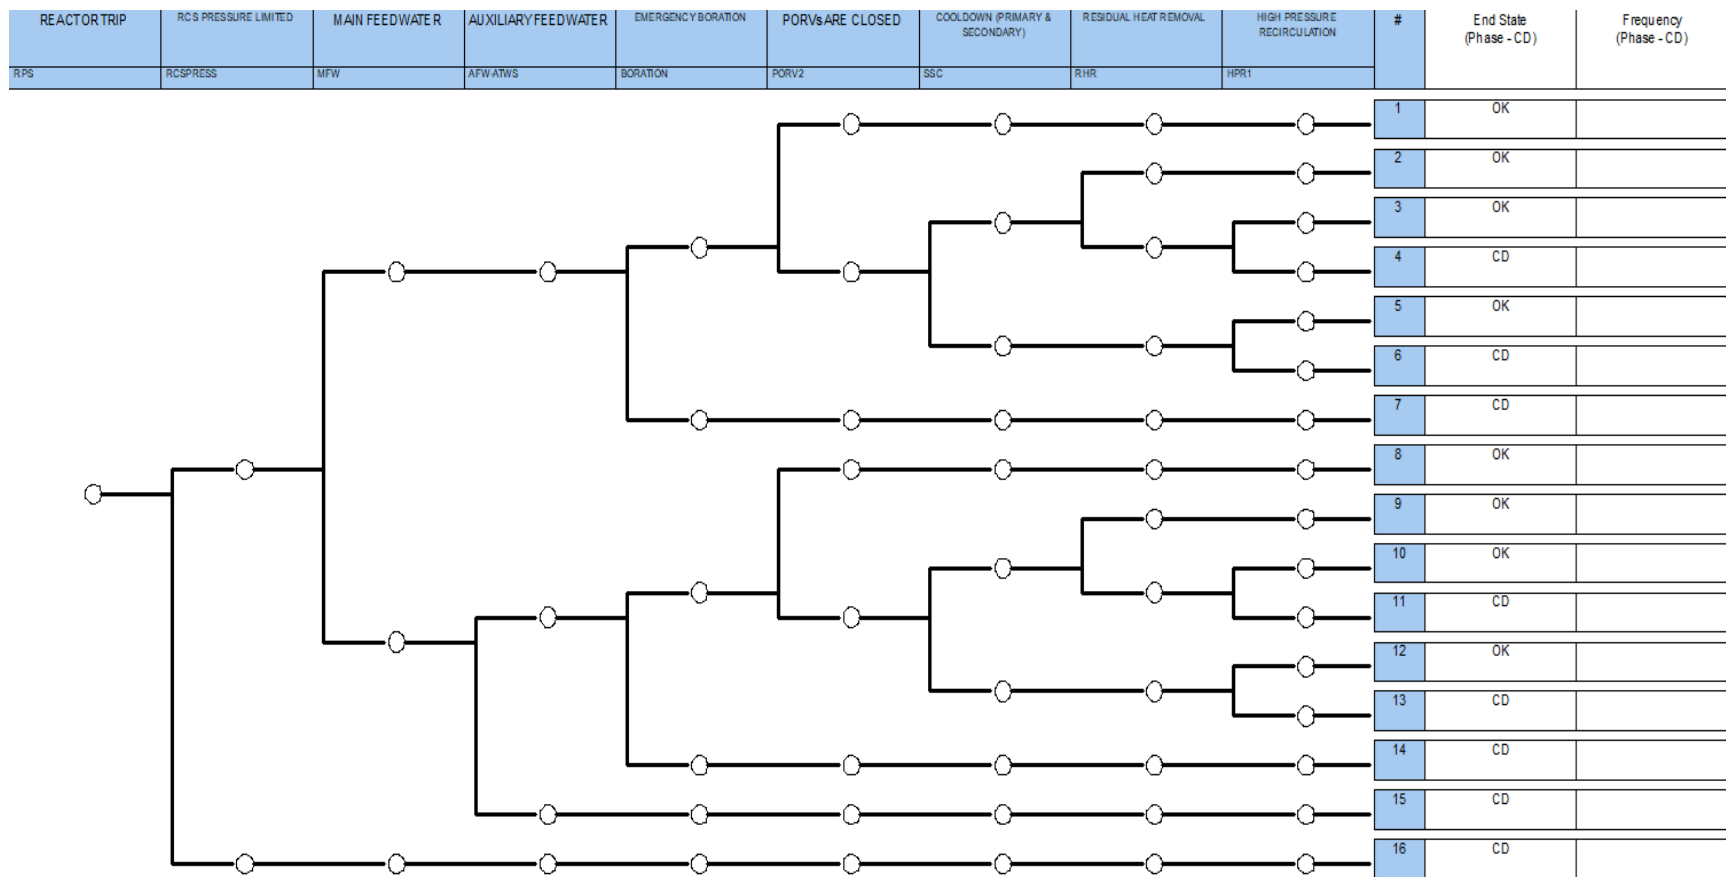 REACTOR TRIP
RCS PRESSURE LIMITED
MAIN FEEDWATER
AUXILIARY FEEDWATER
EMERGENCY BORATION
PORVs ARE CLOSED
COOLDOWN (PRIMARY &
SECONDARY)
RESIDUAL HEAT REMOVAL
HIGH PRESSURE
RECIRCULATION
#
End State
(Phase - CD)
Frequency
(Phase - CD)
RPS
RCSPRESS
MFW
AFW-ATWS
BORATION
PORV2
SSC
RHR
HPR1
1 OK
2 OK
3 OK
4 CD
5 OK
6 CD
7 CD
8 OK
9 OK
10 OK
11 CD
12 OK
13 CD
14 CD
15 CD
16 CD